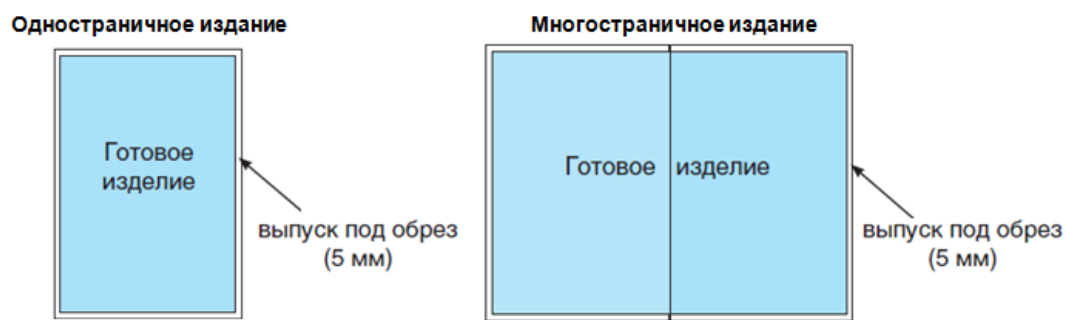 Одностраничное издание
Многостраничное издание
Готовое
изделие
Готовое изделие
выпуск под обрез
(5 мм)
выпуск под обрез
(5 мм)